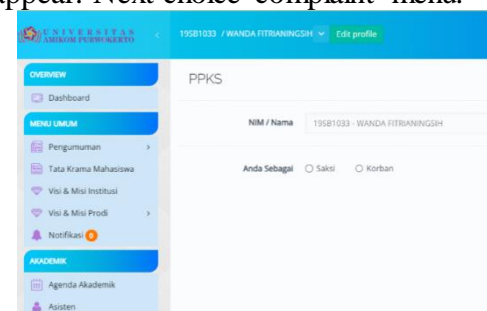 appear. Next choice complaint menu.
UNIVERSITAS
AMIKOM PURWOKERTO
19SB1033 / WANDA FITRIANINGSIH
Edit profile
OVERVIEW
Dashboard
MENU UMUM
Pengumuman
Tata Krama Mahasiswa
Visi & Misi Institusi
Visi & Misi Prodi
Notifikasi 0
AKADEMIK
Agenda Akademik
Asisten
PPKS
NIM / Nama 19SB1033 - WANDA FITRIANINGSIH
Anda Sebagai Saksi Korban